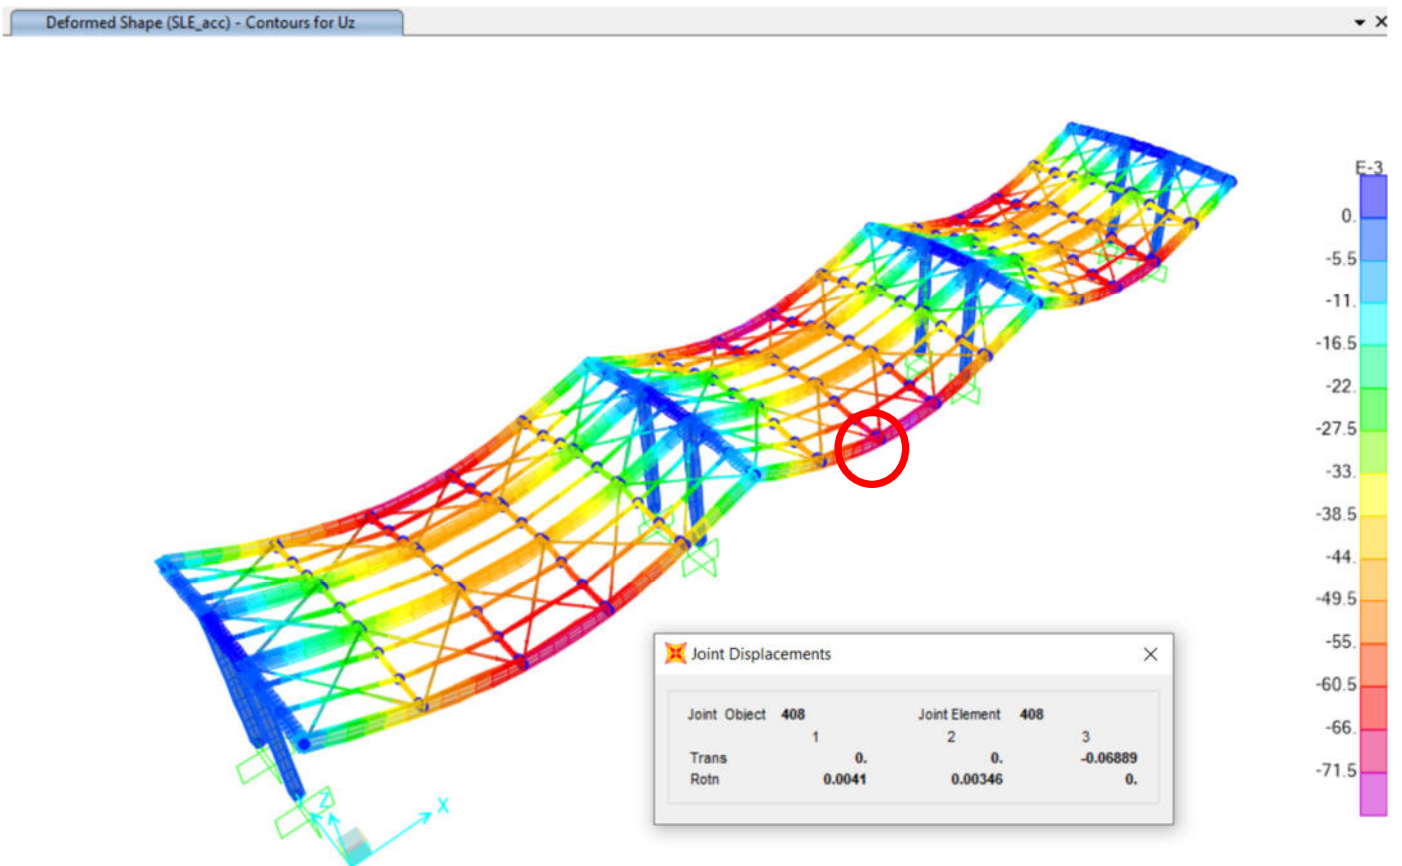 Deformed Shape (SLE_acc) - Contours for Uz
E-3
0.
-5.5
-11.
-16.5
-22.
-27.5
-33.
-38.5
-44.
-49.5
-55.
-60.5
-66.
-71.5
Joint Displacements
Joint Object 408 Joint Element 408
1 2 3
Trans 0. 0. -0.06889
Rotn 0.0041 0.00346 0.
Z
X